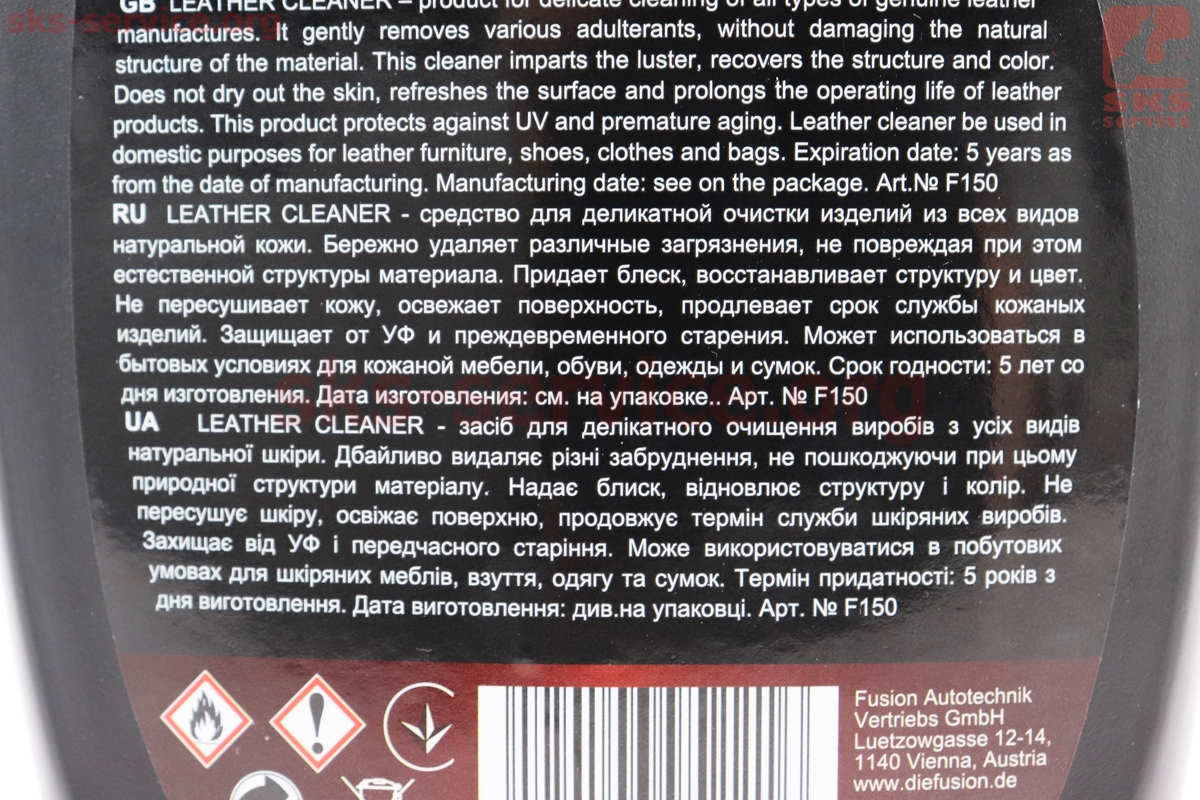 sks-service.org
GB LEATHER CLEANER – product for delicate cleaning of all types of genuine leather
manufactures. It gently removes various adulterants, without damaging the natural
structure of the material. This cleaner imparts the luster, recovers the structure and color.
Does not dry out the skin, refreshes the surface and prolongs the operating life of leather
products. This product protects against UV and premature aging. Leather cleaner be used in
domestic purposes for leather furniture, shoes, clothes and bags. Expiration date: 5 years as
from the date of manufacturing. Manufacturing date: see on the package. Art.№ F150
RU LEATHER CLEANER - средство для деликатной очистки изделий из всех видов
натуральной кожи. Бережно удаляет различные загрязнения, не повреждая при этом
естественной структуры материала. Придает блеск, восстанавливает структуру и цвет.
Не пересушивает кожу, освежает поверхность, продлевает срок службы кожаных
изделий. Защищает от УФ и преждевременного старения. Может использоваться в
бытовых условиях для кожаной мебели, обуви, одежды и сумок. Срок годности: 5 лет со
дня изготовления. Дата изготовления: см. на упаковке.. Арт. № F150
UA LEATHER CLEANER - засіб для делікатного очищення виробів з усіх видів
натуральної шкіри. Дбайливо видаляє різні забруднення, не пошкоджуючи при цьому
природної структури матеріалу. Надає блиск, відновлює структуру і колір. Не
пересушує шкіру, освіжає поверхню, продовжує термін служби шкіряних виробів.
Захищає від УФ і передчасного старіння. Може використовуватися в побутових
умовах для шкіряних меблів, взуття, одягу та сумок. Термін придатності: 5 років з
дня виготовлення. Дата виготовлення: див.на упаковці. Арт. № F150
Fusion Autotechnik
Vertriebs GmbH
Luetzowgasse 12-14,
1140 Vienna, Austria
www.diefusion.de
SKS
service
sks-service.org